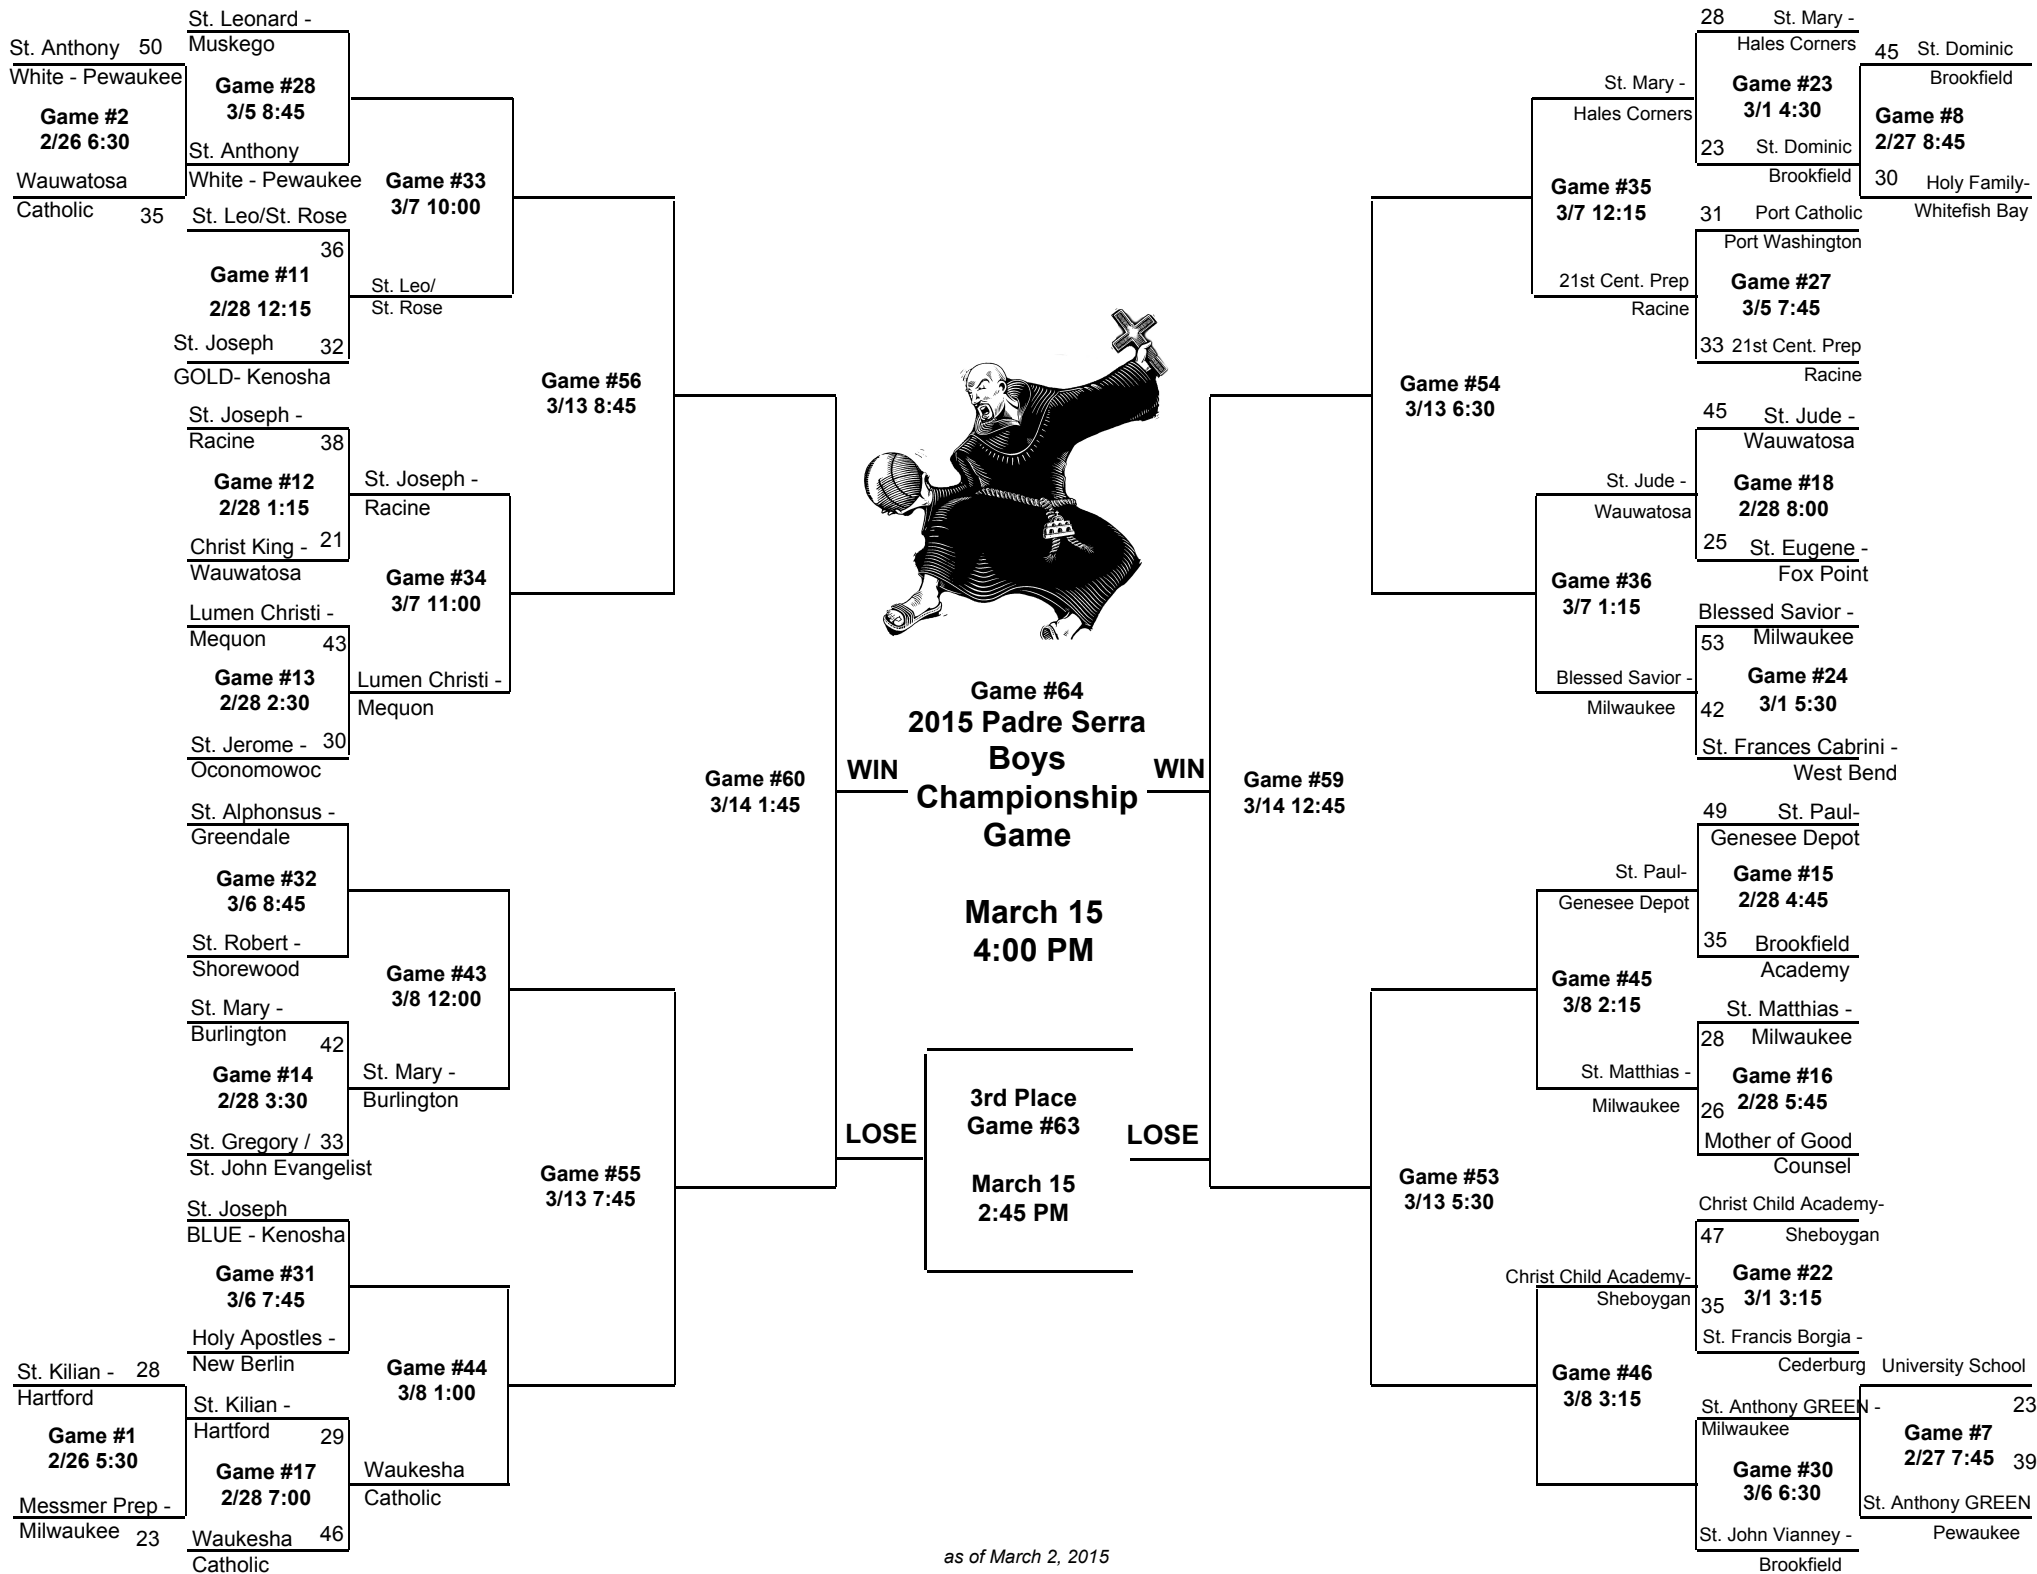 St. Anthony 50
White - Pewaukee
Game #2
2/26 6:30
Wauwatosa
Catholic 35
St. Leonard -
Muskego
Game #28
3/5 8:45
St. Anthony
White - Pewaukee
St. Leo/St. Rose
36
Game #11
2/28 12:15
St. Joseph 32
GOLD- Kenosha
St. Joseph -
Racine 38
Game #12
2/28 1:15
Christ King - 21
Wauwatosa
Lumen Christi -
Mequon 43
Game #13
2/28 2:30
St. Jerome - 30
Oconomowoc
St. Alphonsus -
Greendale
Game #32
3/6 8:45
St. Robert -
Shorewood
St. Mary -
Burlington
42
Game #14
2/28 3:30
St. Gregory / 33
St. John Evangelist
St. Joseph
BLUE - Kenosha
Game #31
3/6 7:45
Holy Apostles -
New Berlin
St. Kilian - 28
Hartford
Game #1
2/26 5:30
Messmer Prep -
Milwaukee 23
St. Kilian -
Hartford 29
Game #17
2/28 7:00
Waukesha 46
Catholic
Game #33
3/7 10:00
St. Leo/
St. Rose
St. Joseph -
Racine
Game #34
3/7 11:00
Lumen Christi -
Mequon
Game #43
3/8 12:00
St. Mary -
Burlington
Game #44
3/8 1:00
Waukesha
Catholic
Game #56
3/13 8:45
Game #55
3/13 7:45
Game #60
3/14 1:45
WIN
LOSE
Game #64
2015 Padre Serra
Boys
Championship
Game
March 15
4:00 PM
3rd Place
Game #63
March 15
2:45 PM
as of March 2, 2015
WIN
LOSE
Game #59
3/14 12:45
Game #54
3/13 6:30
Game #53
3/13 5:30
St. Mary -
Hales Corners
Game #35
3/7 12:15
21st Cent. Prep
Racine
St. Jude -
Wauwatosa
Game #36
3/7 1:15
Blessed Savior -
Milwaukee
St. Paul-
Genesee Depot
Game #45
3/8 2:15
St. Matthias -
Milwaukee
Christ Child Academy-
Sheboygan
Game #46
3/8 3:15
28 St. Mary -
Hales Corners
Game #23
3/1 4:30
23 St. Dominic
Brookfield
31 Port Catholic
Port Washington
Game #27
3/5 7:45
33 21st Cent. Prep
Racine
45 St. Jude -
Wauwatosa
Game #18
2/28 8:00
25 St. Eugene -
Fox Point
Blessed Savior -
53 Milwaukee
Game #24
42 3/1 5:30
St. Frances Cabrini -
West Bend
49 St. Paul-
Genesee Depot
Game #15
2/28 4:45
35 Brookfield
Academy
St. Matthias -
28 Milwaukee
Game #16
26 2/28 5:45
Mother of Good
Counsel
Christ Child Academy-
47 Sheboygan
Game #22
35 3/1 3:15
St. Francis Borgia -
Cederburg
St. Anthony GREEN -
Milwaukee
Game #30
3/6 6:30
St. John Vianney -
Brookfield
45 St. Dominic
Brookfield
Game #8
2/27 8:45
30 Holy Family-
Whitefish Bay
University School
23
Game #7
2/27 7:45 39
St. Anthony GREEN
Pewaukee